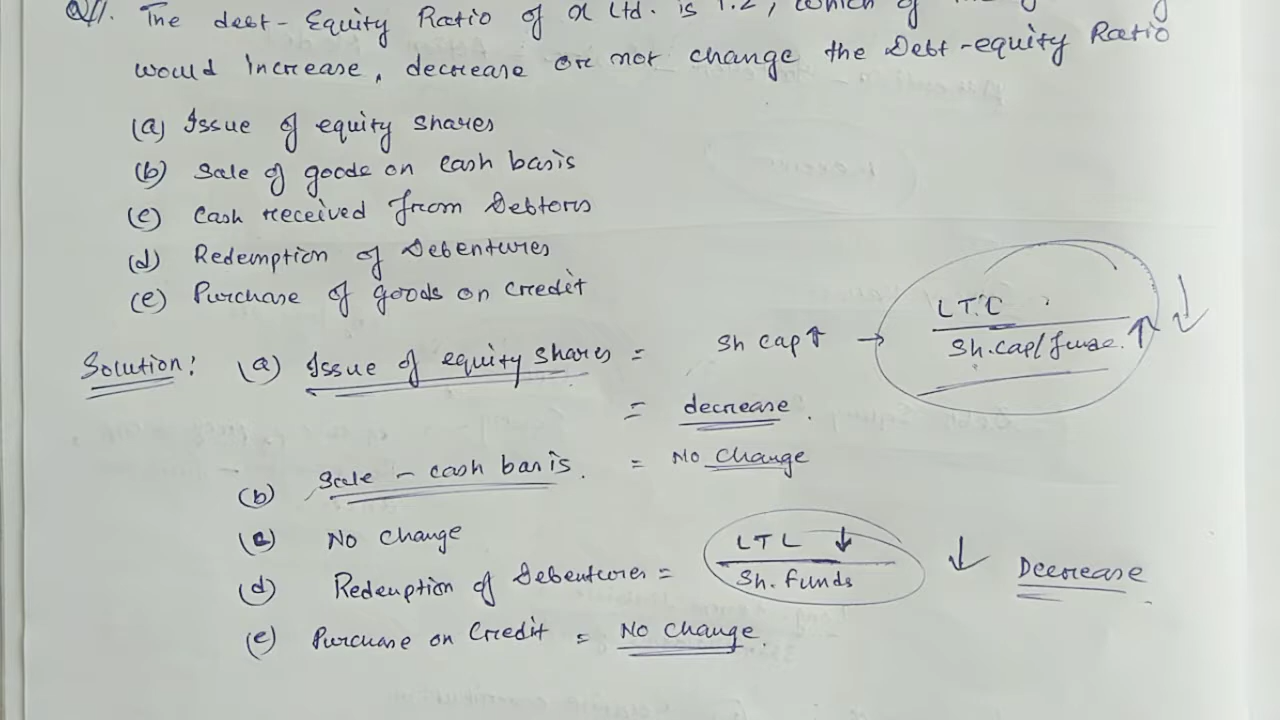 Q11. The debt-Equity Ratio of X Ltd. is 1:2, which of
would increase, decrease or not change the Debt-equity Ratio
(a) Issue of equity shares
(b) Sale of goods on cash basis
(c) Cash received from Debtors
(d) Redemption of Debentures
(e) Purchase of goods on credit
Solution: (a) Issue of equity shares = Sh cap↑ → LTL / Sh.cap/funds.↑ ↓
= decrease.
(b) Sale – cash basis. = No change
(c) No change
(d) Redemption of Debentures = LTL ↓ / Sh. funds ↓ Decrease
(e) Purchase on Credit = No change.